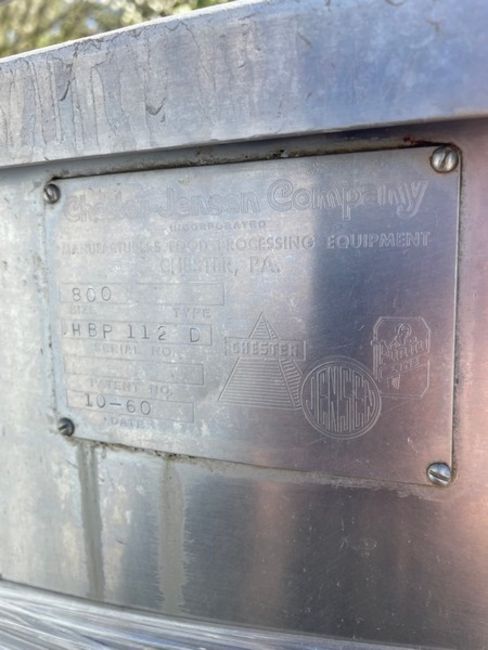 Chester Jensen Company
INCORPORATED
MANUFACTURERS FOOD PROCESSING EQUIPMENT
CHESTER, PA.
800
SIZE TYPE
HBP 112 D
SERIAL NO.
PATENT NO.
10-60
DATE
CHESTER
JENSEN